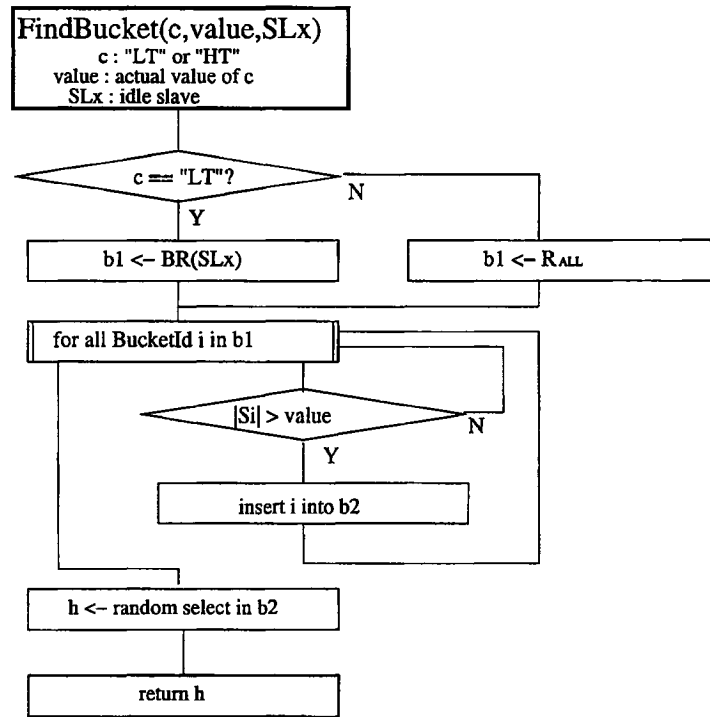 FindBucket(c,value,SLx)
c : "LT" or "HT"
value : actual value of c
SLx : idle slave
c == "LT"?
N
Y
b1 <- BR(SLx)
b1 <- RALL
for all BucketId i in b1
|Si| > value
N
Y
insert i into b2
h <- random select in b2
return h